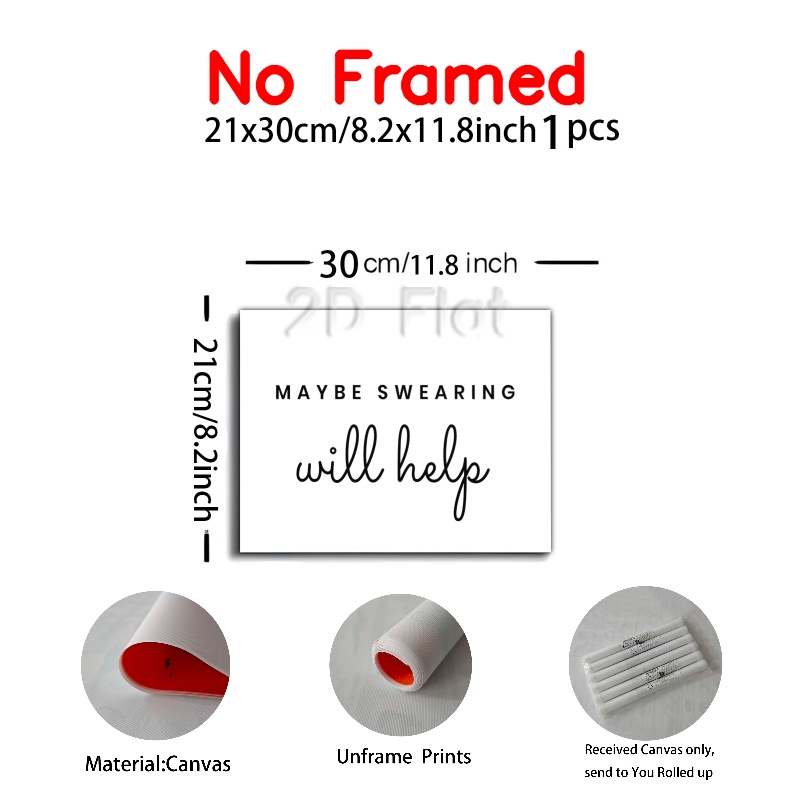 No Framed
21x30cm/8.2x11.8inch 1 pcs
30 cm/11.8 inch
2D Flat
21cm/8.2inch
MAYBE SWEARING
will help
Material:Canvas
Unframe Prints
Received Canvas only,
send to You Rolled up